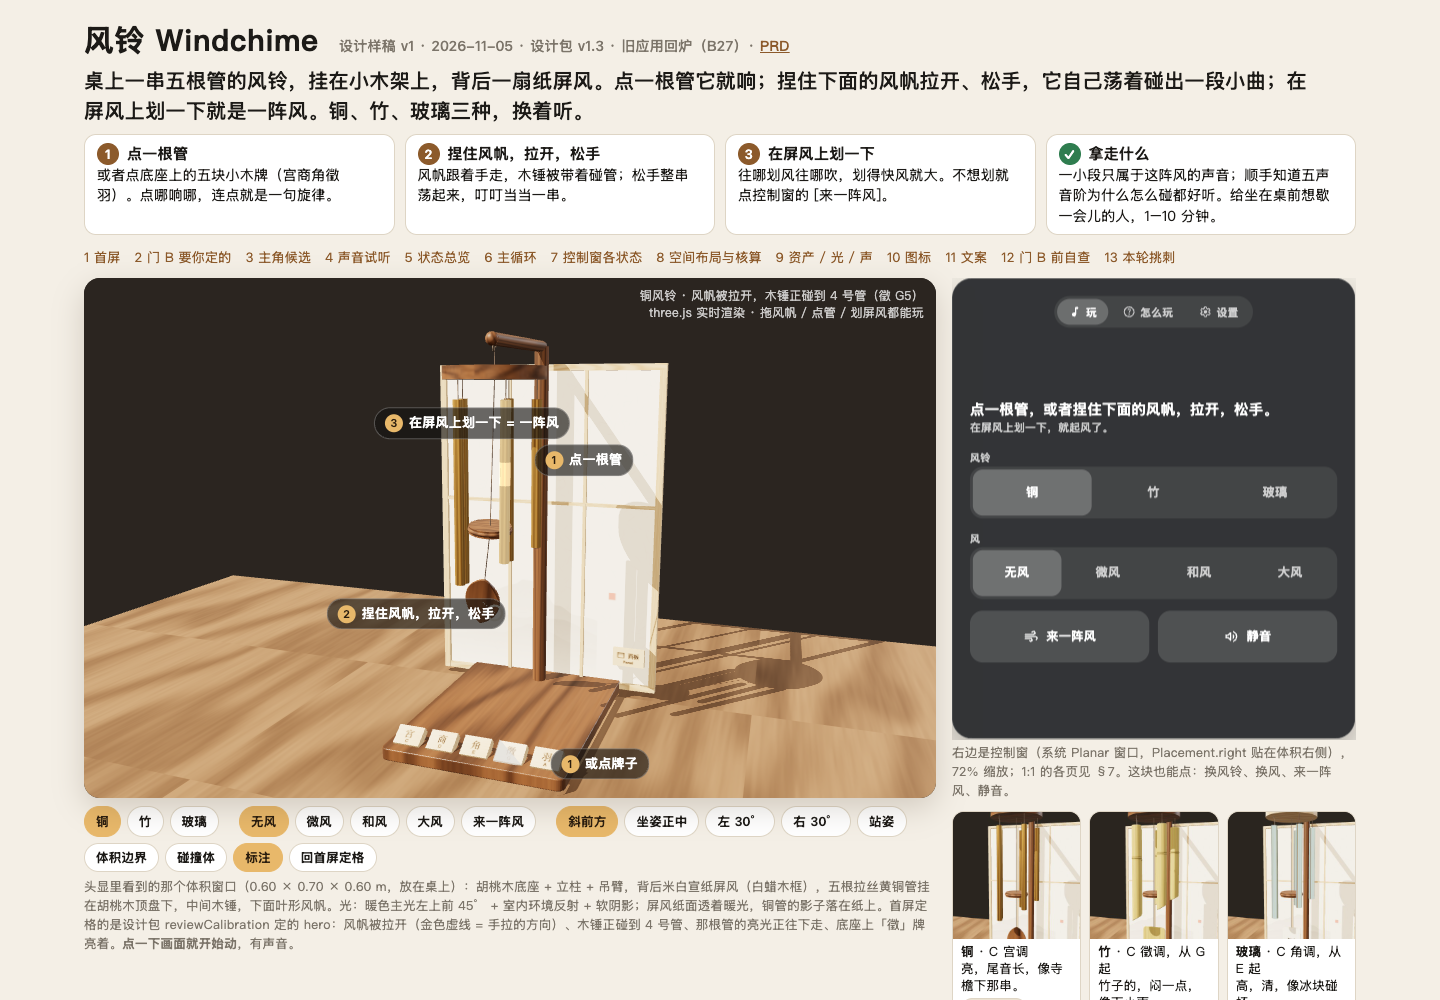 风铃 Windchime 设计样稿 v1 · 2026-11-05 · 设计包 v1.3 · 旧应用回炉（B27）· PRD
桌上一串五根管的风铃，挂在小木架上，背后一扇纸屏风。点一根管它就响；捏住下面的风帆拉开、松手，它自己荡着碰出一段小曲；在
屏风上划一下就是一阵风。铜、竹、玻璃三种，换着听。
1 点一根管
或者点底座上的五块小木牌（宫商角徵
羽）。点哪响哪，连点就是一句旋律。
2 捏住风帆，拉开，松手
风帆跟着手走，木锤被带着碰管；松手整串
荡起来，叮叮当当一串。
3 在屏风上划一下
往哪划风往哪吹，划得快风就大。不想划就
点控制窗的 [来一阵风]。
拿走什么
一小段只属于这阵风的声音；顺手知道五声
音阶为什么怎么碰都好听。给坐在桌前想歇
一会儿的人，1–10 分钟。
1 首屏 2 门 B 要你定的 3 主角候选 4 声音试听 5 状态总览 6 主循环 7 控制窗各状态 8 空间布局与核算 9 资产 / 光 / 声 10 图标 11 文案 12 门 B 前自查 13 本轮挑刺
铜风铃 · 风帆被拉开，木锤正碰到 4 号管（徵 G5）
three.js 实时渲染 · 拖风帆 / 点管 / 划屏风都能玩
3 在屏风上划一下 = 一阵风
1 点一根管
2 捏住风帆，拉开，松手
宫 商 角
1 或点牌子
玩 怎么玩 设置
点一根管，或者捏住下面的风帆，拉开，松手。
在屏风上划一下，就起风了。
风铃
铜 竹 玻璃
风
无风 微风 和风 大风
来一阵风 静音
右边是控制窗（系统 Planar 窗口，Placement.right 贴在体积右侧），
72% 缩放；1:1 的各页见 §7。这块也能点：换风铃、换风、来一阵
风、静音。
铜 竹 玻璃 无风 微风 和风 大风 来一阵风 斜前方 坐姿正中 左 30° 右 30° 站姿
体积边界 碰撞体 标注 回首屏定格
头显里看到的那个体积窗口（0.60 × 0.70 × 0.60 m，放在桌上）：胡桃木底座 + 立柱 + 吊臂，背后米白宣纸屏风（白蜡木框），五根拉丝黄铜管挂
在胡桃木顶盘下，中间木锤，下面叶形风帆。光：暖色主光左上前 45° + 室内环境反射 + 软阴影；屏风纸面透着暖光，铜管的影子落在纸上。首屏定
格的是设计包 reviewCalibration 定的 hero：风帆被拉开（金色虚线 = 手拉的方向）、木锤正碰到 4 号管、那根管的亮光正往下走、底座上「徵」牌
亮着。点一下画面就开始动，有声音。
铜 · C 宫调
亮，尾音长，像寺
檐下那串。
竹 · C 徵调，从 G
起
竹子的，闷一点，
玻璃 · C 角调，从
E 起
高，清，像冰块碰